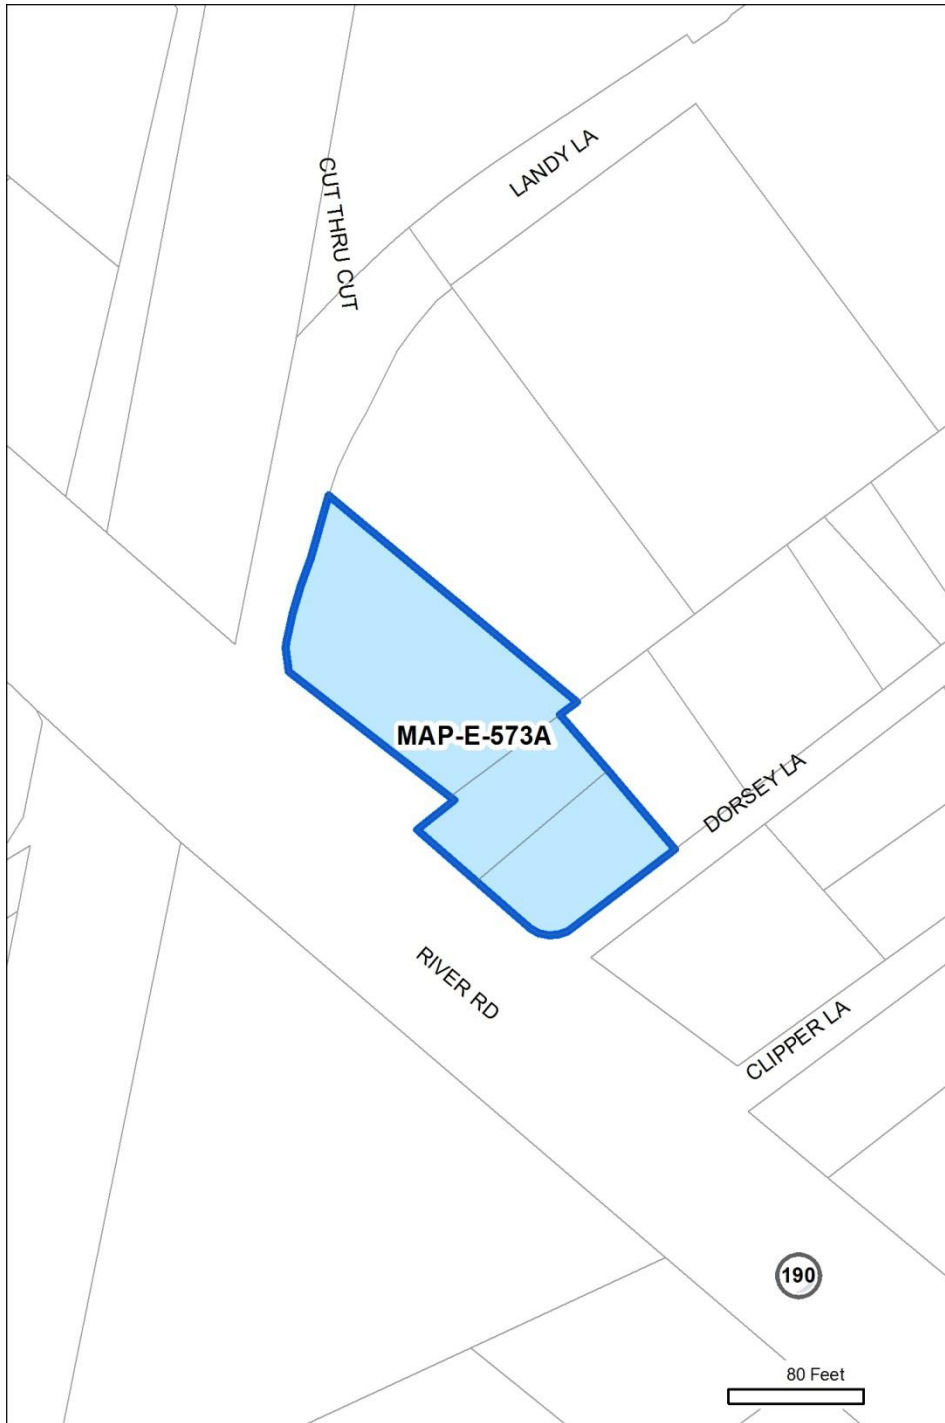 LANDY LA
CUT THRU CUT
MAP-E-573A
DORSEY LA
RIVER RD
CLIPPER LA
190
80 Feet